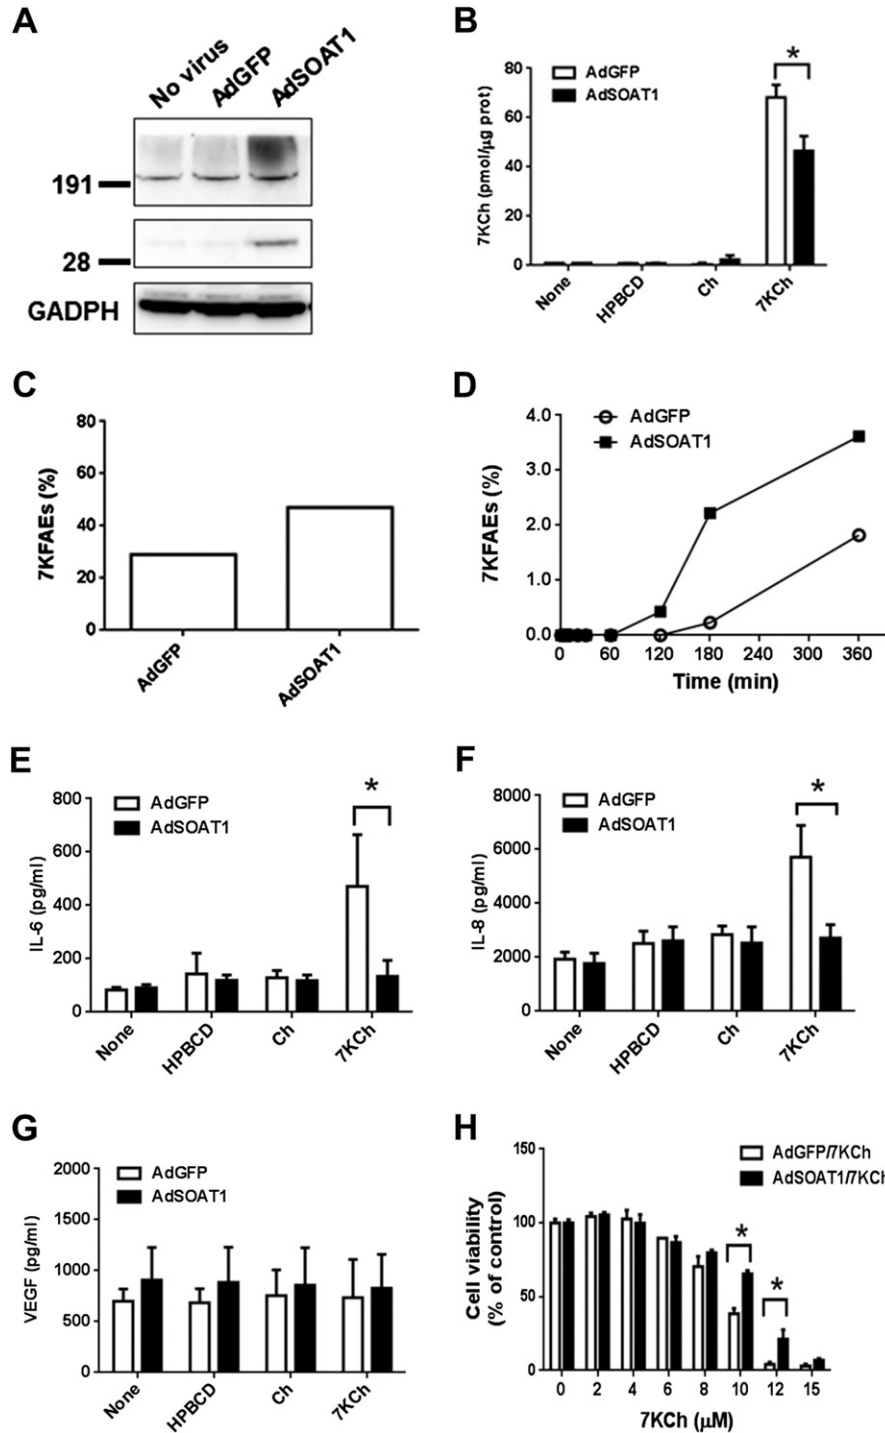 A
No virus
AdGFP
AdSOAT1
191
28
GADPH
B
AdGFP
AdSOAT1
*
7KCh (pmol/μg prot)
80
60
40
20
0
None
HPBCD
Ch
7KCh
C
7KFAEs (%)
80
60
40
20
0
AdGFP
AdSOAT1
D
AdGFP
AdSOAT1
7KFAEs (%)
4.0
3.0
2.0
1.0
0.0
0
60
120
180
240
300
360
Time (min)
E
AdGFP
AdSOAT1
*
IL-6 (pg/ml)
800
600
400
200
0
None
HPBCD
Ch
7KCh
F
AdGFP
AdSOAT1
*
IL-8 (pg/ml)
8000
6000
4000
2000
0
None
HPBCD
Ch
7KCh
G
AdGFP
AdSOAT1
VEGF (pg/ml)
2000
1500
1000
500
0
None
HPBCD
Ch
7KCh
H
AdGFP/7KCh
AdSOAT1/7KCh
*
*
Cell viability
(% of control)
150
100
50
0
0
2
4
6
8
10
12
15
7KCh (μM)